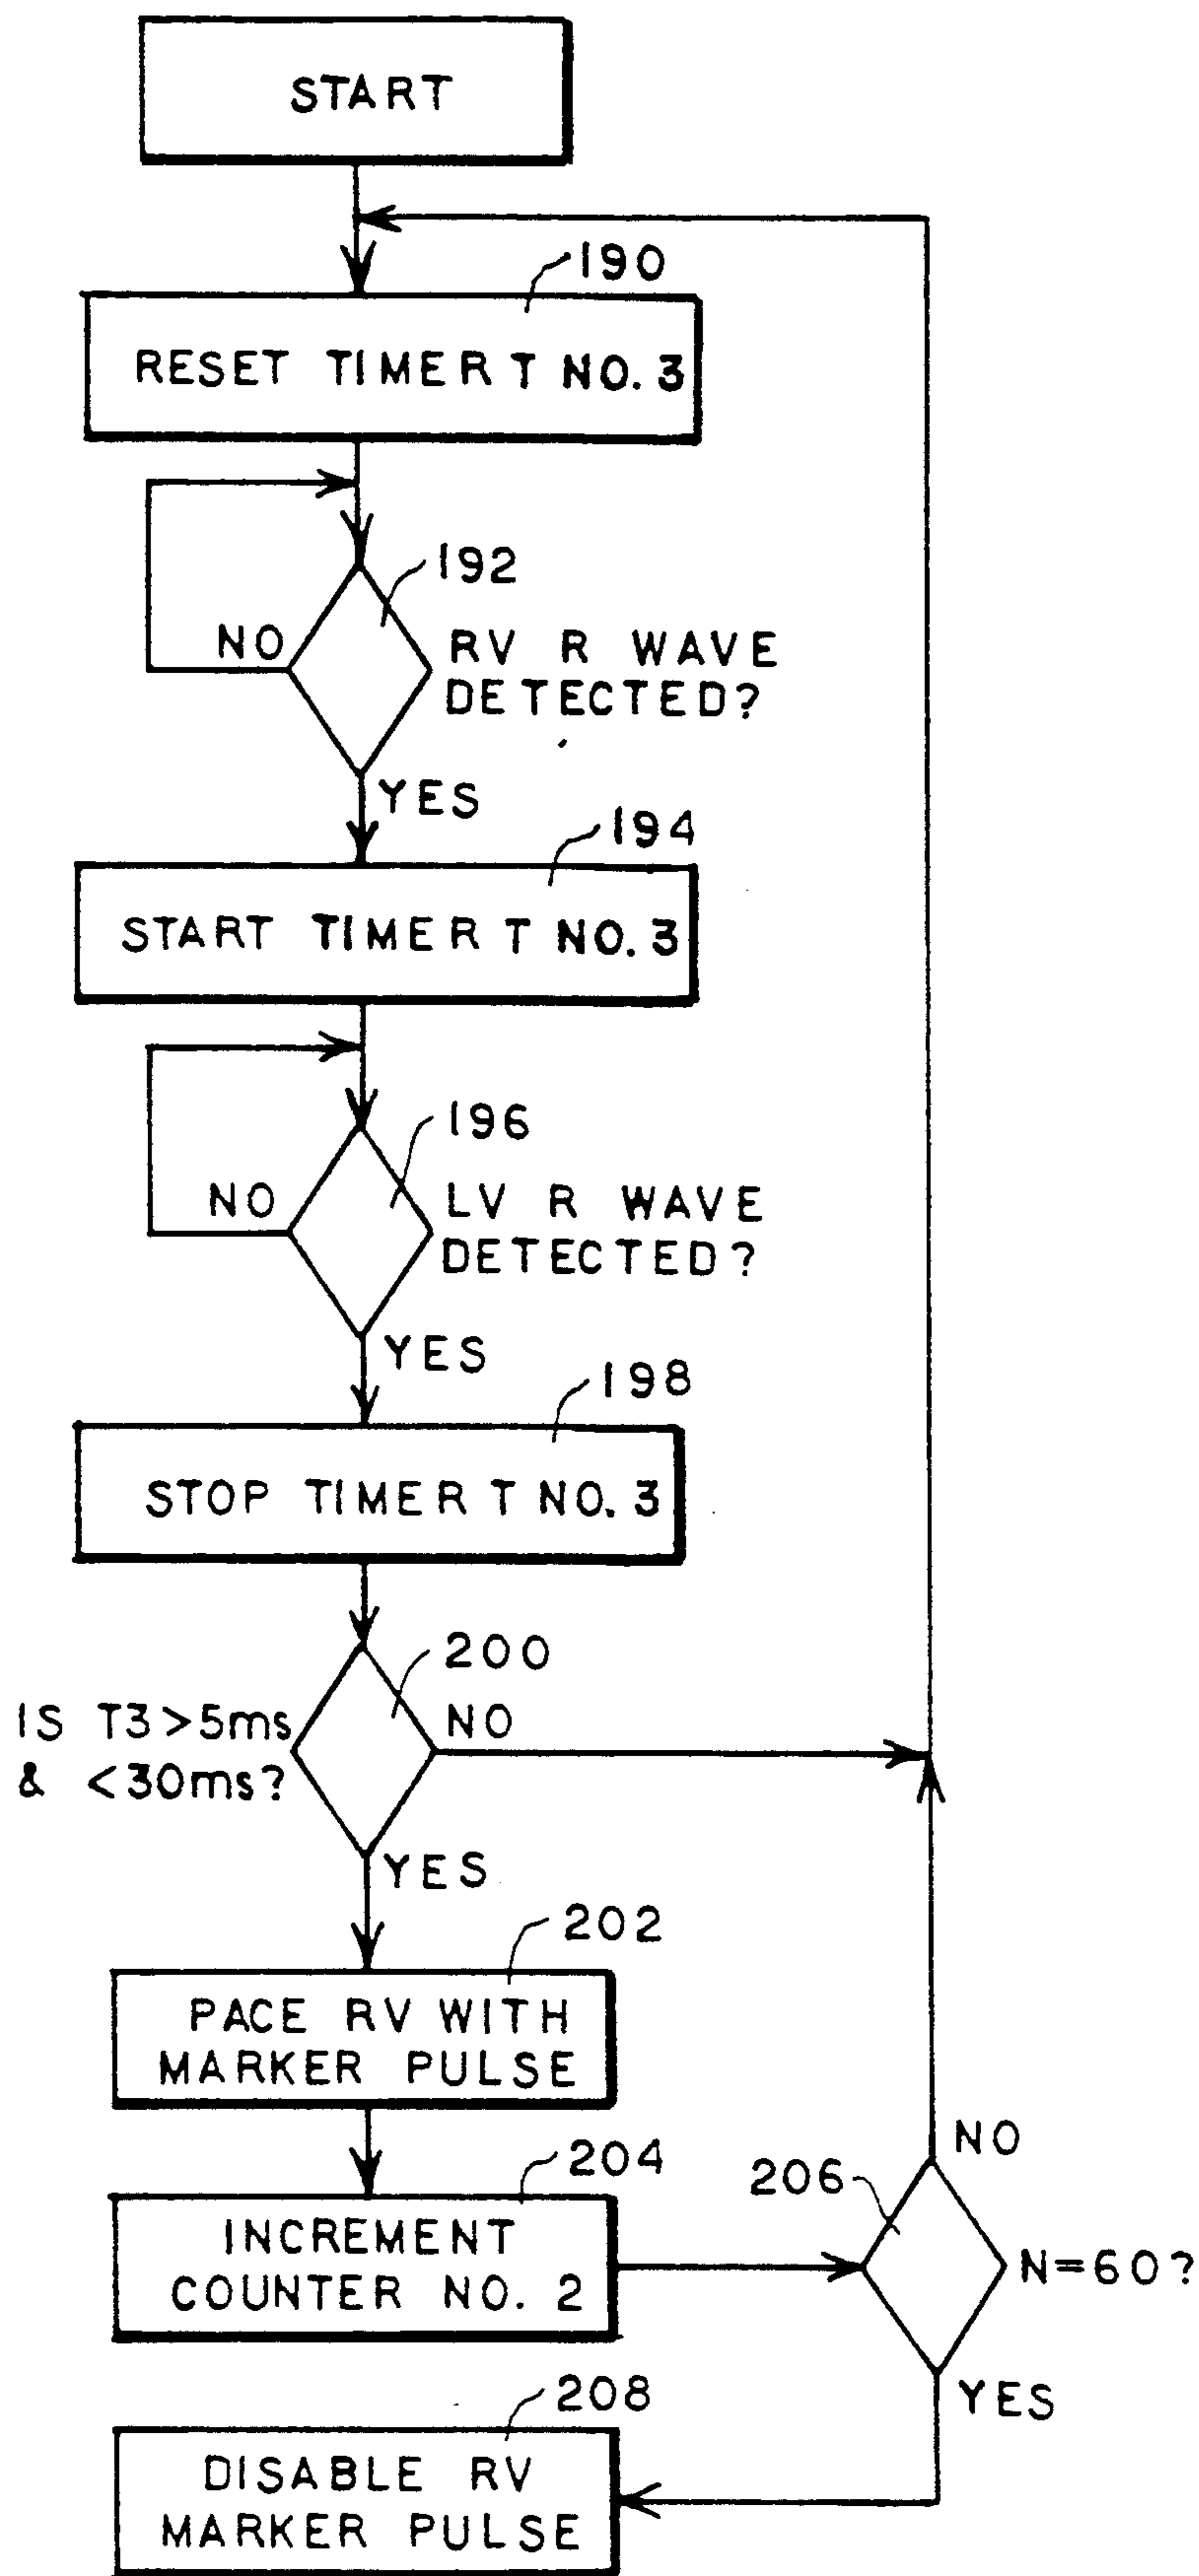 START
190
RESET TIMER T NO. 3
192
NO
RV R WAVE
DETECTED?
YES
194
START TIMER T NO. 3
196
NO
LV R WAVE
DETECTED?
YES
198
STOP TIMER T NO. 3
200
IS T3 >5ms
& <30ms?
NO
YES
202
PACE RV WITH
MARKER PULSE
204
INCREMENT
COUNTER NO. 2
206
NO
N=60?
YES
208
DISABLE RV
MARKER PULSE